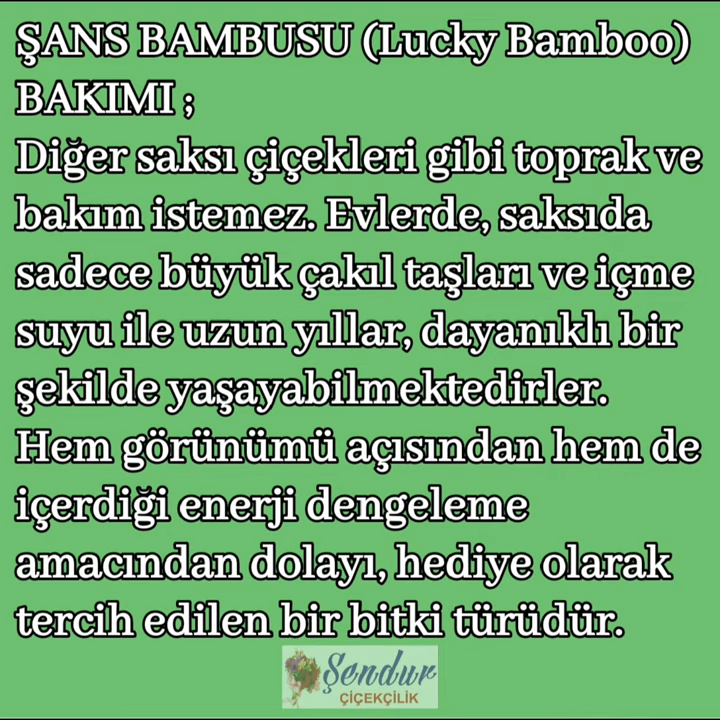 ŞANS BAMBUSU (Lucky Bamboo)
BAKIMI ;
Diğer saksı çiçekleri gibi toprak ve
bakım istemez. Evlerde, saksıda
sadece büyük çakıl taşları ve içme
suyu ile uzun yıllar, dayanıklı bir
şekilde yaşayabilmektedirler.
Hem görünümü açısından hem de
içerdiği enerji dengeleme
amacından dolayı, hediye olarak
tercih edilen bir bitki türüdür.
Şendur
ÇİÇEKÇİLİK